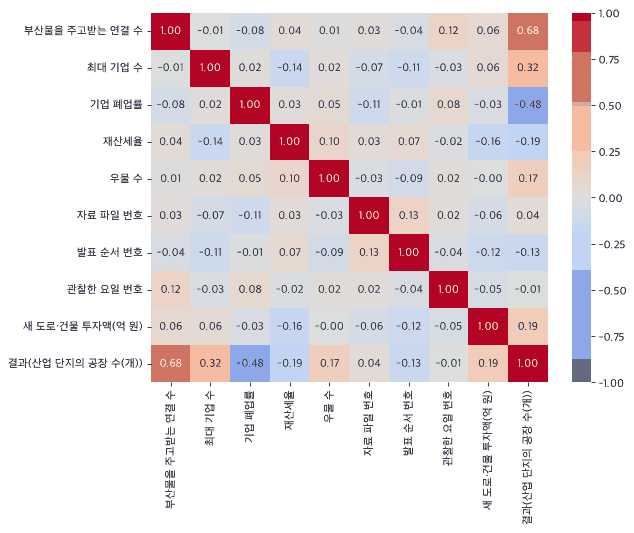 부산물을 주고받는 연결 수 1.00 -0.01 -0.08 0.04 0.01 0.03 -0.04 0.12 0.06 0.68
최대 기업 수 -0.01 1.00 0.02 -0.14 0.02 -0.07 -0.11 -0.03 0.06 0.32
기업 폐업률 -0.08 0.02 1.00 0.03 0.05 -0.11 -0.01 0.08 -0.03 -0.48
재산세율 0.04 -0.14 0.03 1.00 0.10 0.03 0.07 -0.02 -0.16 -0.19
우물 수 0.01 0.02 0.05 0.10 1.00 -0.03 -0.09 0.02 -0.00 0.17
자료 파일 번호 0.03 -0.07 -0.11 0.03 -0.03 1.00 0.13 0.02 -0.06 0.04
발표 순서 번호 -0.04 -0.11 -0.01 0.07 -0.09 0.13 1.00 -0.04 -0.12 -0.13
관찰한 요일 번호 0.12 -0.03 0.08 -0.02 0.02 0.02 -0.04 1.00 -0.05 -0.01
새 도로·건물 투자액(억 원) 0.06 0.06 -0.03 -0.16 -0.00 -0.06 -0.12 -0.05 1.00 0.19
결과(산업 단지의 공장 수(개)) 0.68 0.32 -0.48 -0.19 0.17 0.04 -0.13 -0.01 0.19 1.00
부산물을 주고받는 연결 수
최대 기업 수
기업 폐업률
재산세율
우물 수
자료 파일 번호
발표 순서 번호
관찰한 요일 번호
새 도로·건물 투자액(억 원)
결과(산업 단지의 공장 수(개))
1.00
0.75
0.50
0.25
0.00
-0.25
-0.50
-0.75
-1.00